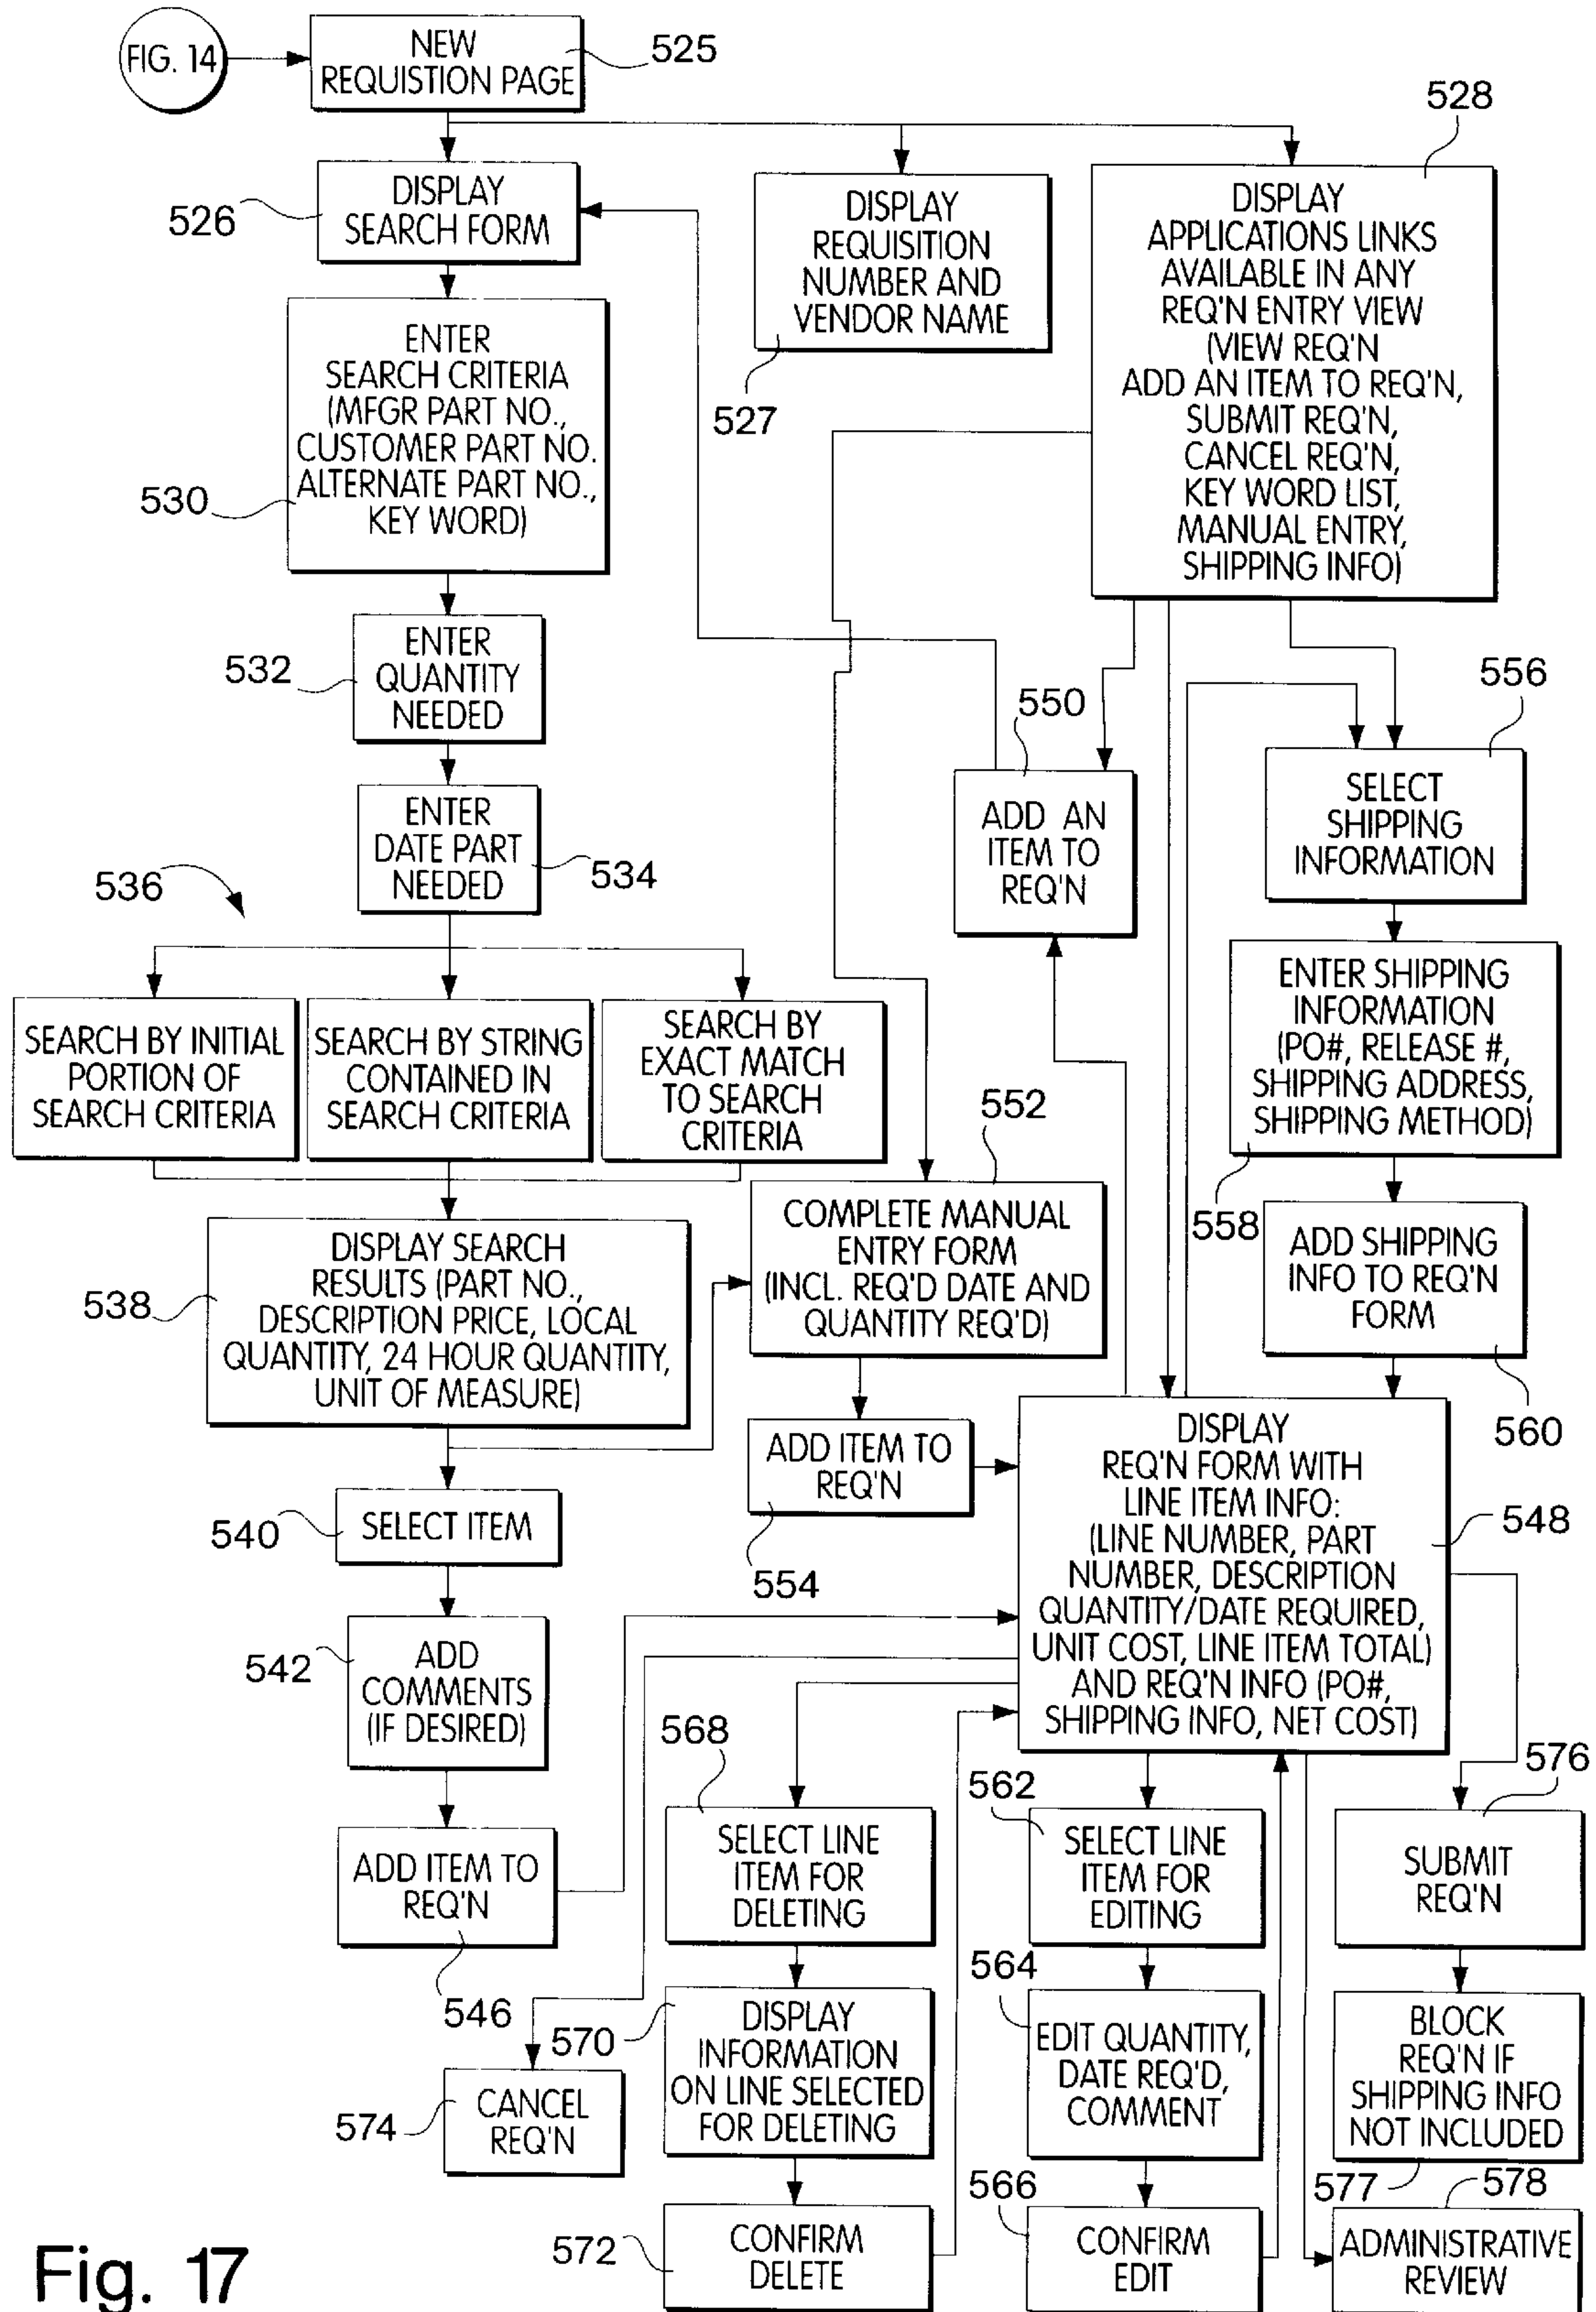 FIG. 14
NEW
REQUISTION PAGE
525
528
DISPLAY
SEARCH FORM
526
DISPLAY
REQUISITION
NUMBER AND
VENDOR NAME
527
DISPLAY
APPLICATIONS LINKS
AVAILABLE IN ANY
REQ'N ENTRY VIEW
(VIEW REQ'N
ADD AN ITEM TO REQ'N,
SUBMIT REQ'N,
CANCEL REQ'N,
KEY WORD LIST,
MANUAL ENTRY,
SHIPPING INFO)
ENTER
SEARCH CRITERIA
(MFGR PART NO.,
CUSTOMER PART NO.
ALTERNATE PART NO.,
KEY WORD)
530
ENTER
QUANTITY
NEEDED
532
ENTER
DATE PART
NEEDED
534
536
550
ADD AN
ITEM TO
REQ'N
556
SELECT
SHIPPING
INFORMATION
SEARCH BY INITIAL
PORTION OF
SEARCH CRITERIA
SEARCH BY STRING
CONTAINED IN
SEARCH CRITERIA
SEARCH BY
EXACT MATCH
TO SEARCH
CRITERIA
ENTER SHIPPING
INFORMATION
(PO#, RELEASE #,
SHIPPING ADDRESS,
SHIPPING METHOD)
558
552
COMPLETE MANUAL
ENTRY FORM
(INCL. REQ'D DATE AND
QUANTITY REQ'D)
ADD SHIPPING
INFO TO REQ'N
FORM
560
DISPLAY SEARCH
RESULTS (PART NO.,
DESCRIPTION PRICE, LOCAL
QUANTITY, 24 HOUR QUANTITY,
UNIT OF MEASURE)
538
ADD ITEM TO
REQ'N
554
DISPLAY
REQ'N FORM WITH
LINE ITEM INFO:
(LINE NUMBER, PART
NUMBER, DESCRIPTION
QUANTITY/DATE REQUIRED,
UNIT COST, LINE ITEM TOTAL)
AND REQ'N INFO (PO#,
SHIPPING INFO, NET COST)
548
SELECT ITEM
540
ADD
COMMENTS
(IF DESIRED)
542
ADD ITEM TO
REQ'N
546
568
SELECT LINE
ITEM FOR
DELETING
562
SELECT LINE
ITEM FOR
EDITING
576
SUBMIT
REQ'N
CANCEL
REQ'N
574
570
DISPLAY
INFORMATION
ON LINE SELECTED
FOR DELETING
564
EDIT QUANTITY,
DATE REQ'D,
COMMENT
BLOCK
REQ'N IF
SHIPPING INFO
NOT INCLUDED
577
578
572
CONFIRM
DELETE
566
CONFIRM
EDIT
ADMINISTRATIVE
REVIEW
Fig. 17